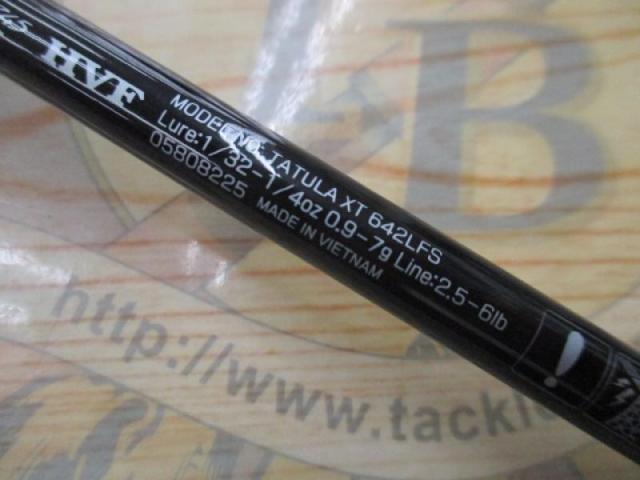 HVF
MODEL NO. TATULA XT 642LFS
Lure:1/32-1/4oz 0.9-7g Line:2.5-6lb
05808225 MADE IN VIETNAM
B
http://www.tackle